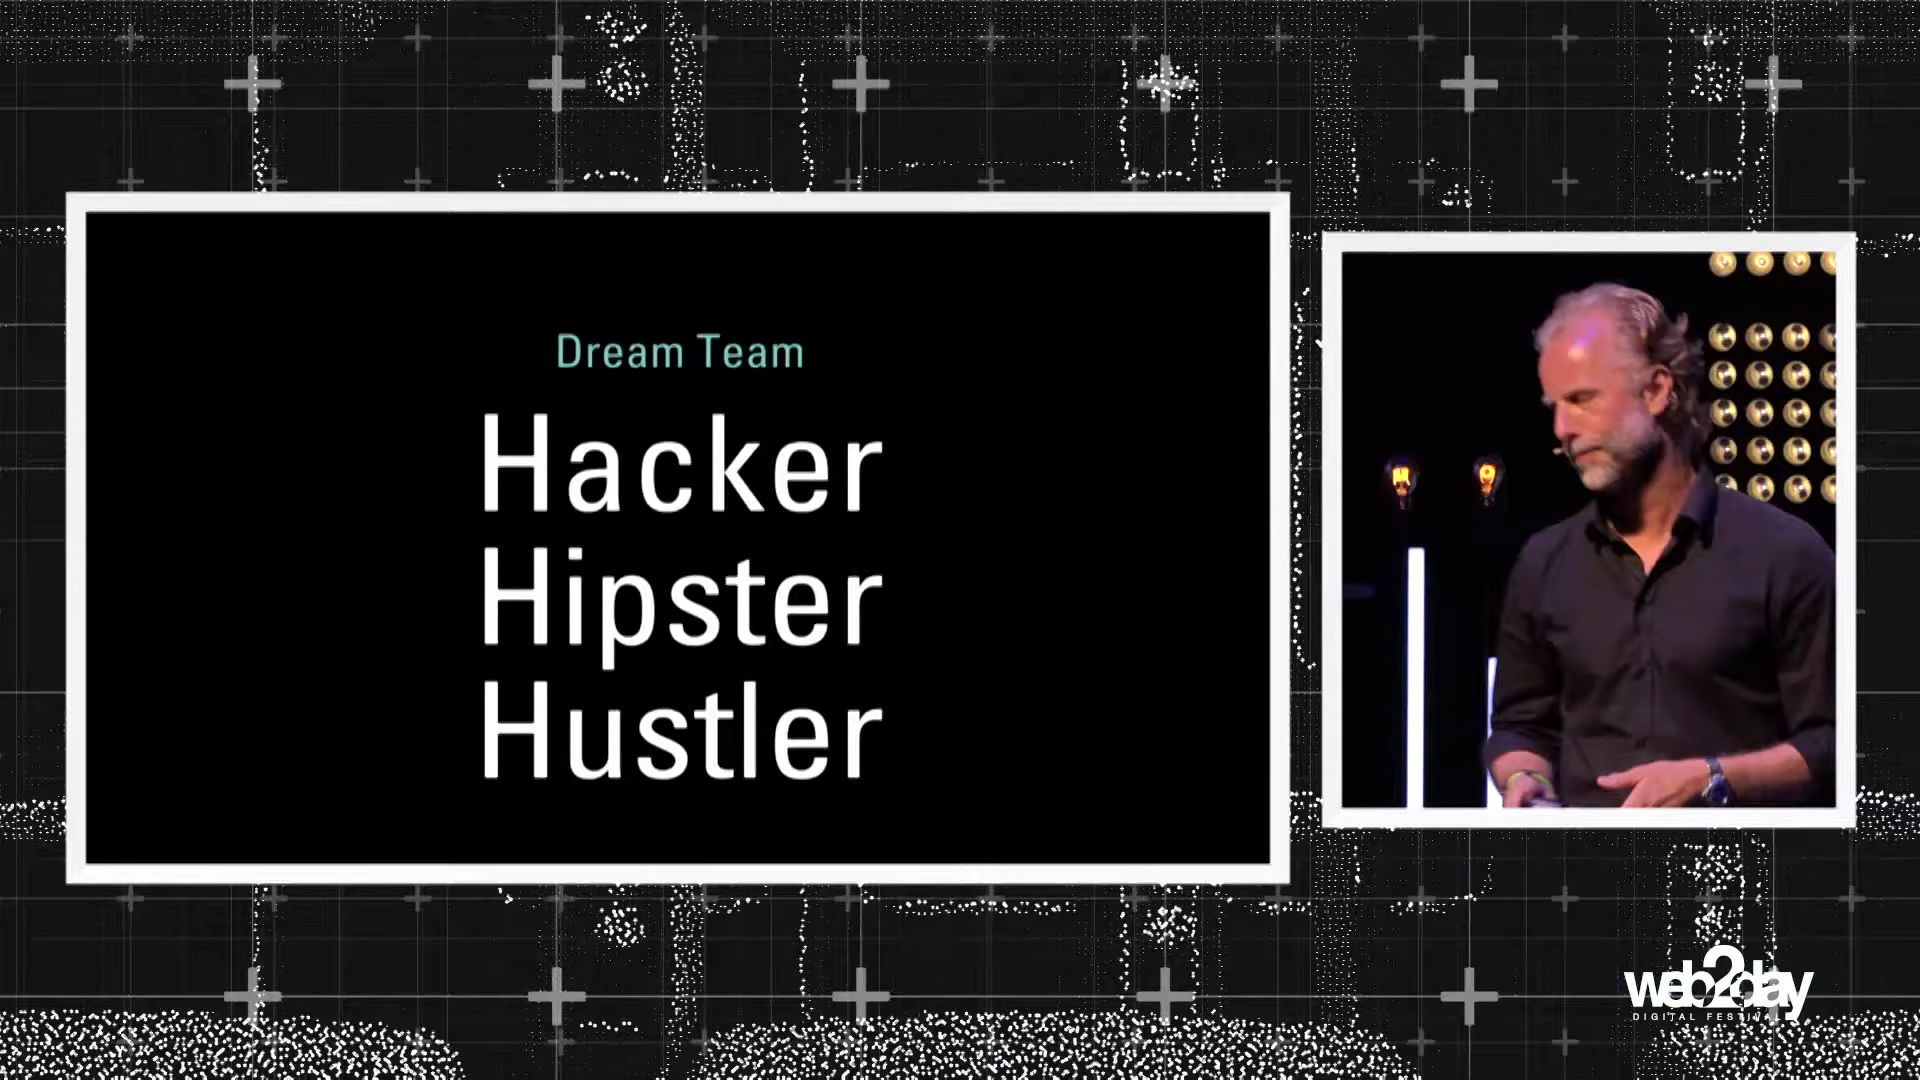 Dream Team
Hacker
Hipster
Hustler
web2day
DIGITAL FESTIVAL